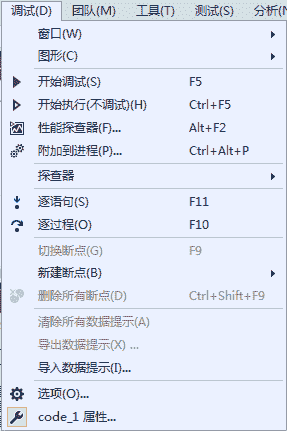 调试(D) 团队(M) 工具(T) 测试(S) 分析(N
窗口(W)
图形(C)
开始调试(S) F5
开始执行(不调试)(H) Ctrl+F5
性能探查器(F)... Alt+F2
附加到进程(P)... Ctrl+Alt+P
探查器
逐语句(S) F11
逐过程(O) F10
切换断点(G) F9
新建断点(B)
删除所有断点(D) Ctrl+Shift+F9
清除所有数据提示(A)
导出数据提示(X) ...
导入数据提示(I)...
选项(O)...
code_1 属性...